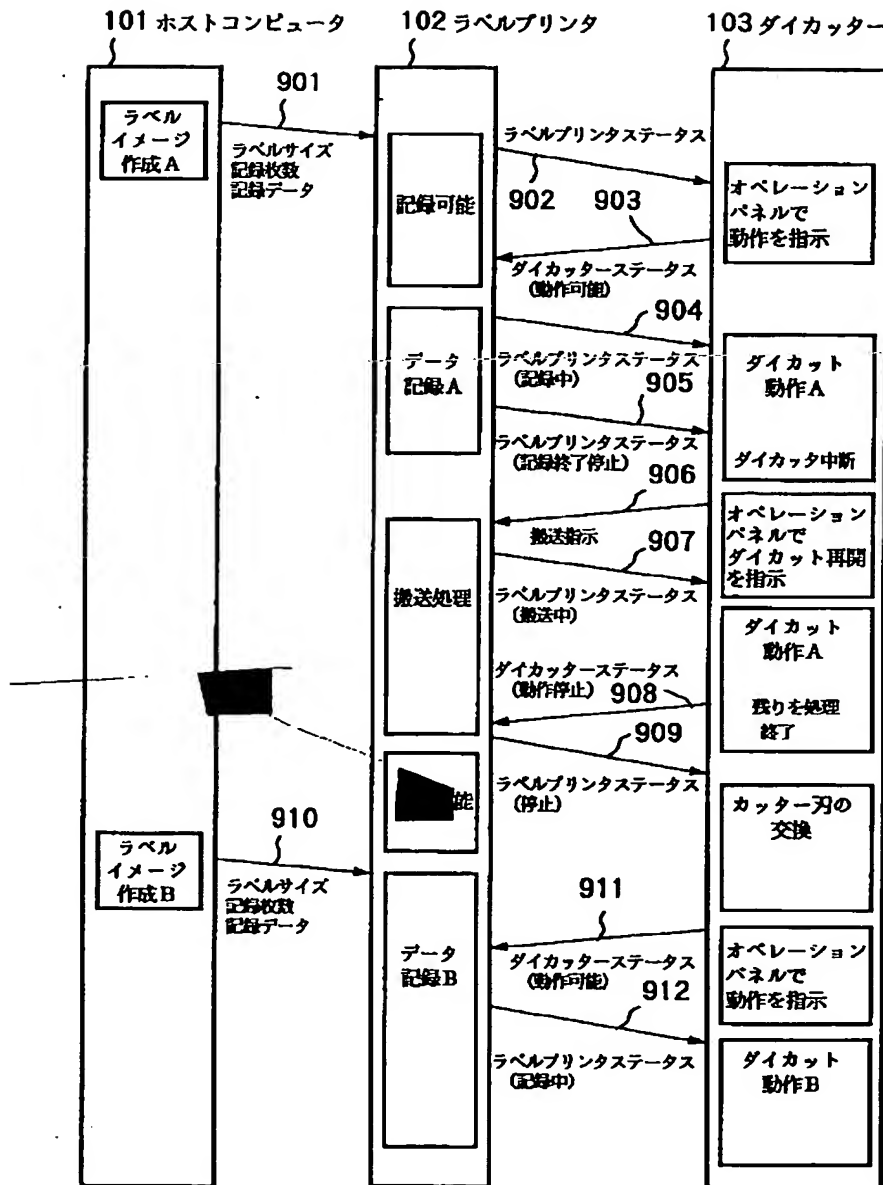 101 ホストコンピュータ
102 ラベルプリンタ
103 ダイカッター
ラベル
イメージ
作成A
901
ラベルサイズ
記録枚数
記録データ
記録可能
ラベルプリンタステータス
902
903
オペレーション
パネルで
動作を指示
ダイカッターステータス
(動作可能)
904
データ
記録A
ラベルプリンタステータス
(記録中)
905
ダイカット
動作A
ダイカッタ中断
ラベルプリンタステータス
(記録終了停止)
906
搬送指示
907
オペレーション
パネルで
ダイカット再開
を指示
搬送処理
ラベルプリンタステータス
(搬送中)
ダイカット
動作A
残りを処理
終了
ダイカッターステータス
(動作停止)
908
909
能
ラベルプリンタステータス
(停止)
カッター刃の
交換
ラベル
イメージ
作成B
910
ラベルサイズ
記録枚数
記録データ
データ
記録B
911
ダイカッターステータス
(動作可能)
912
オペレーション
パネルで
動作を指示
ラベルプリンタステータス
(記録中)
ダイカット
動作B